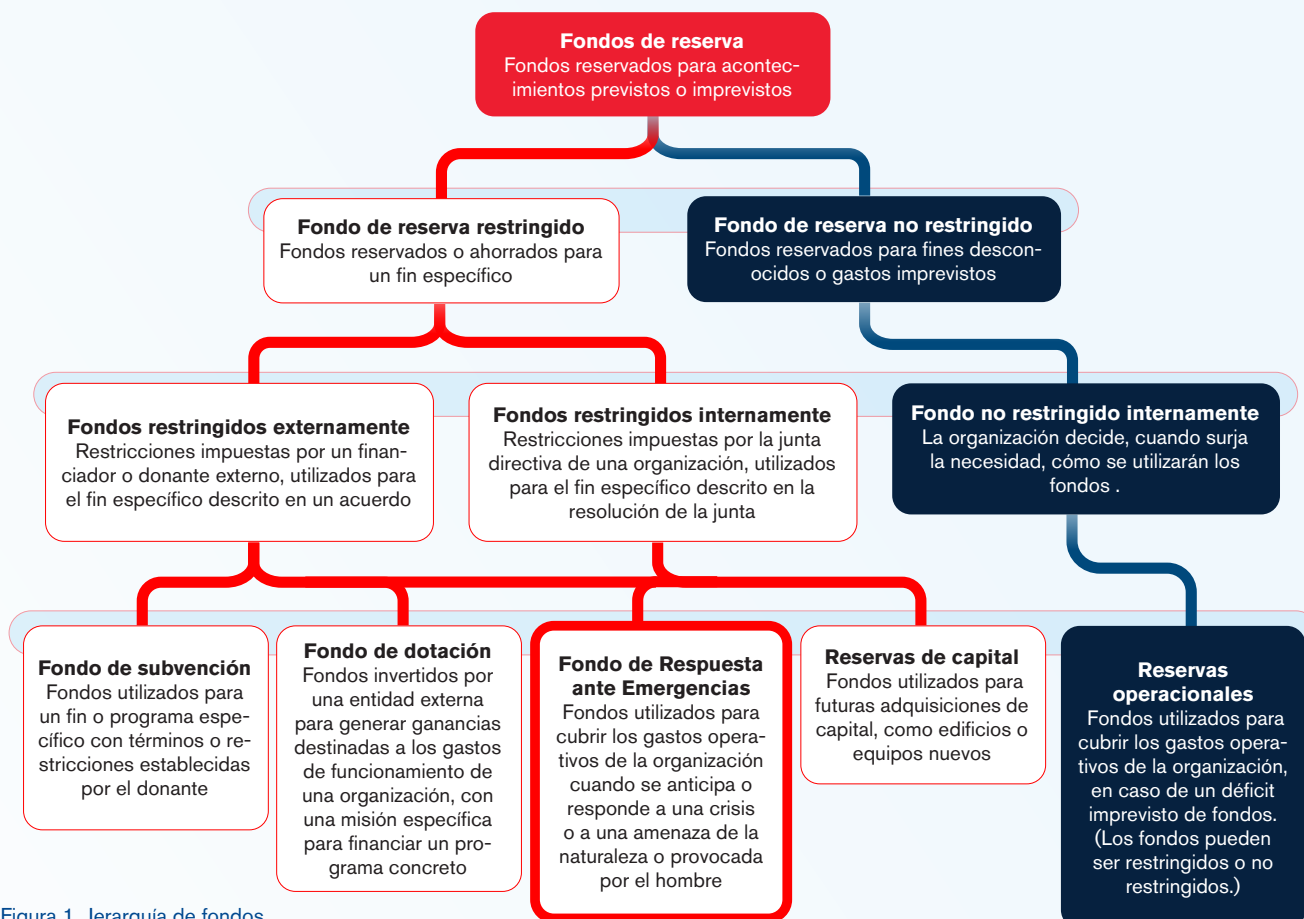 Fondos de reserva
Fondos reservados para acontec-
imientos previstos o imprevistos
Fondo de reserva restringido
Fondos reservados o ahorrados para
un fin específico
Fondo de reserva no restringido
Fondos reservados para fines descon-
ocidos o gastos imprevistos
Fondos restringidos externamente
Restricciones impuestas por un finan-
ciador o donante externo, utilizados para
el fin específico descrito en un acuerdo
Fondos restringidos internamente
Restricciones impuestas por la junta
directiva de una organización, utilizados
para el fin específico descrito en la
resolución de la junta
Fondo no restringido internamente
La organización decide, cuando surja
la necesidad, cómo se utilizarán los
fondos .
Fondo de subvención
Fondos utilizados para
un fin o programa espe-
cífico con términos o re-
stricciones establecidas
por el donante
Fondo de dotación
Fondos invertidos por
una entidad externa
para generar ganancias
destinadas a los gastos
de funcionamiento de
una organización, con
una misión específica
para financiar un pro-
grama concreto
Fondo de Respuesta
ante Emergencias
Fondos utilizados para
cubrir los gastos opera-
tivos de la organización
cuando se anticipa o
responde a una crisis
o a una amenaza de la
naturaleza o provocada
por el hombre
Reservas de capital
Fondos utilizados para
futuras adquisiciones de
capital, como edificios o
equipos nuevos
Reservas
operacionales
Fondos utilizados para
cubrir los gastos opera-
tivos de la organización,
en caso de un déficit
imprevisto de fondos.
(Los fondos pueden
ser restringidos o no
restringidos.)
Figura 1. Jerarquía de fondos